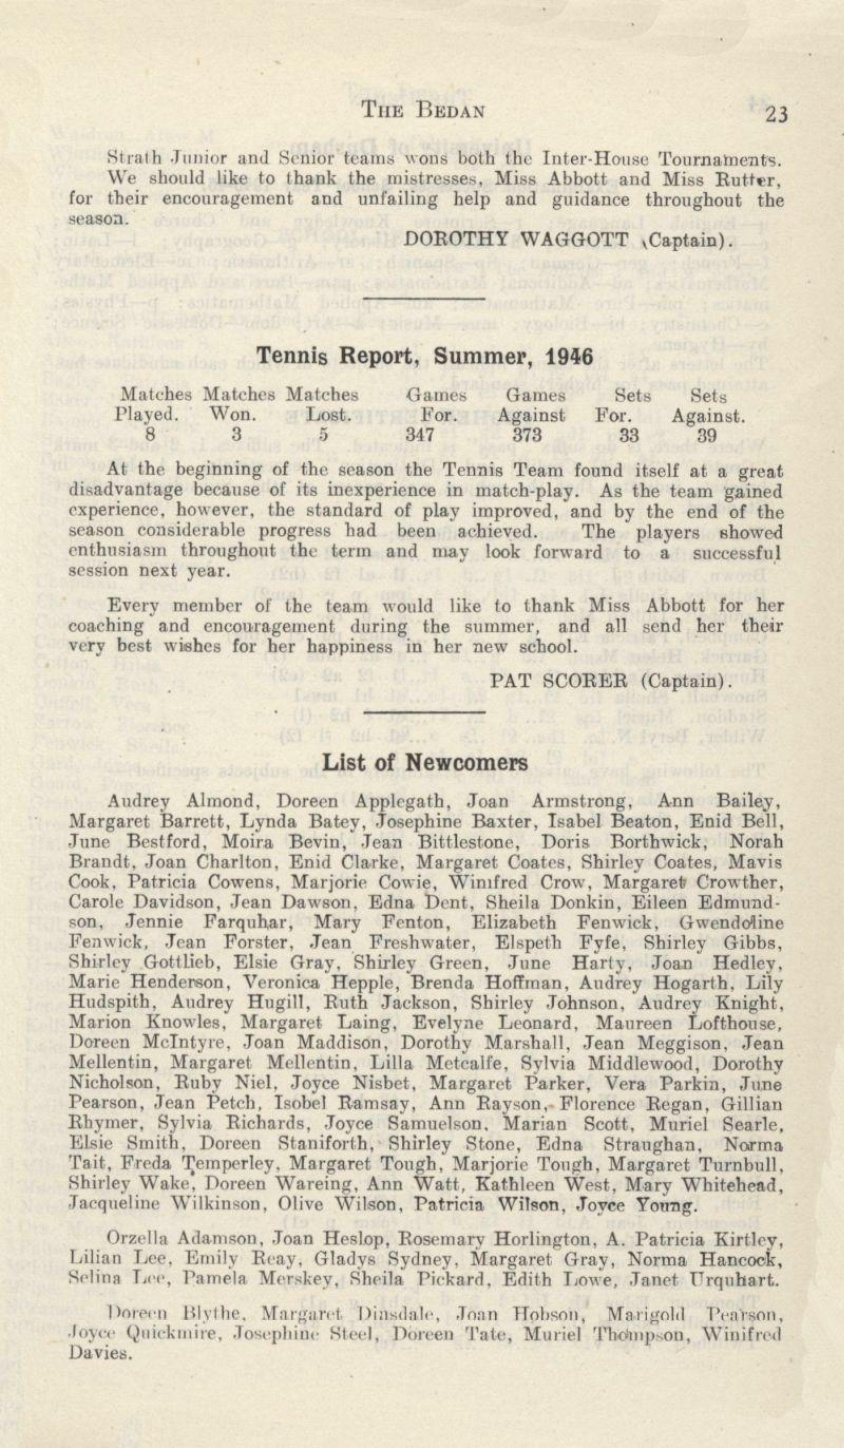 THE BEDAN
23
Strath Junior and Senior teams wons both the Inter-House Tournaments.
We should like to thank the mistresses, Miss Abbott and Miss Rutter,
for their encouragement and unfailing help and guidance throughout the
season.
DOROTHY WAGGOTT (Captain).
Tennis Report, Summer, 1946
Matches Matches Matches Games Games Sets Sets
Played. Won. Lost. For. Against For. Against.
8 3 5 347 373 33 39
At the beginning of the season the Tennis Team found itself at a great
disadvantage because of its inexperience in match-play. As the team gained
experience, however, the standard of play improved, and by the end of the
season considerable progress had been achieved. The players showed
enthusiasm throughout the term and may look forward to a successful
session next year.
Every member of the team would like to thank Miss Abbott for her
coaching and encouragement during the summer, and all send her their
very best wishes for her happiness in her new school.
PAT SCORER (Captain).
List of Newcomers
Audrey Almond, Doreen Applegath, Joan Armstrong, Ann Bailey,
Margaret Barrett, Lynda Batey, Josephine Baxter, Isabel Beaton, Enid Bell,
June Bestford, Moira Bevin, Jean Bittlestone, Doris Borthwick, Norah
Brandt, Joan Charlton, Enid Clarke, Margaret Coates, Shirley Coates, Mavis
Cook, Patricia Cowens, Marjorie Cowie, Winifred Crow, Margaret Crowther,
Carole Davidson, Jean Dawson, Edna Dent, Sheila Donkin, Eileen Edmund-
son, Jennie Farquhar, Mary Fenton, Elizabeth Fenwick, Gwendoline
Fenwick, Jean Forster, Jean Freshwater, Elspeth Fyfe, Shirley Gibbs,
Shirley Gottlieb, Elsie Gray, Shirley Green, June Harty, Joan Hedley,
Marie Henderson, Veronica Hepple, Brenda Hoffman, Audrey Hogarth, Lily
Hudspith, Audrey Hugill, Ruth Jackson, Shirley Johnson, Audrey Knight,
Marion Knowles, Margaret Laing, Evelyne Leonard, Maureen Lofthouse,
Doreen McIntyre, Joan Maddison, Dorothy Marshall, Jean Meggison, Jean
Mellentin, Margaret Mellentin, Lilla Metcalfe, Sylvia Middlewood, Dorothy
Nicholson, Ruby Niel, Joyce Nisbet, Margaret Parker, Vera Parkin, June
Pearson, Jean Petch, Isobel Ramsay, Ann Rayson, Florence Regan, Gillian
Rhymer, Sylvia Richards, Joyce Samuelson, Marian Scott, Muriel Searle,
Elsie Smith, Doreen Staniforth, Shirley Stone, Edna Straughan, Norma
Tait, Freda Temperley, Margaret Tough, Marjorie Tough, Margaret Turnbull,
Shirley Wake, Doreen Wareing, Ann Watt, Kathleen West, Mary Whitehead,
Jacqueline Wilkinson, Olive Wilson, Patricia Wilson, Joyce Young.
Orzella Adamson, Joan Heslop, Rosemary Horlington, A. Patricia Kirtley,
Lilian Lee, Emily Reay, Gladys Sydney, Margaret Gray, Norma Hancock,
Selina Lee, Pamela Merskey, Sheila Pickard, Edith Lowe, Janet Urquhart.
Doreen Blythe, Margaret Dinsdale, Joan Hobson, Marigold Pearson,
Joyce Quickmire, Josephine Steel, Doreen Tate, Muriel Thompson, Winifred
Davies.